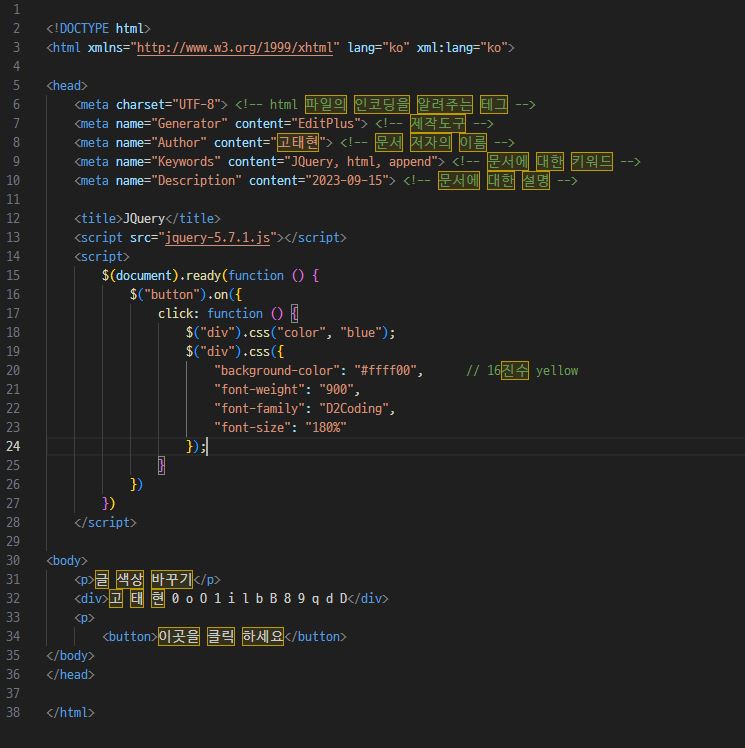 1
2 <!DOCTYPE html>
3 <html xmlns="http://www.w3.org/1999/xhtml" lang="ko" xml:lang="ko">
4
5 <head>
6     <meta charset="UTF-8"> <!-- html 파일의 인코딩을 알려주는 테그 -->
7     <meta name="Generator" content="EditPlus"> <!-- 제작도구 -->
8     <meta name="Author" content="고태현"> <!-- 문서 저자의 이름 -->
9     <meta name="Keywords" content="JQuery, html, append"> <!-- 문서에 대한 키워드 -->
10     <meta name="Description" content="2023-09-15"> <!-- 문서에 대한 설명 -->
11
12     <title>JQuery</title>
13     <script src="jquery-5.7.1.js"></script>
14     <script>
15         $(document).ready(function () {
16             $("button").on({
17                 click: function () {
18                     $("div").css("color", "blue");
19                     $("div").css({
20                         "background-color": "#ffff00",      // 16진수 yellow
21                         "font-weight": "900",
22                         "font-family": "D2Coding",
23                         "font-size": "180%"
24                     });
25                 }
26             })
27         })
28     </script>
29
30 <body>
31     <p>글 색상 바꾸기</p>
32     <div>고 태 현 0 o O 1 i l b B 8 9 q d D</div>
33     <p>
34         <button>이곳을 클릭 하세요</button>
35 </body>
36 </head>
37
38 </html>